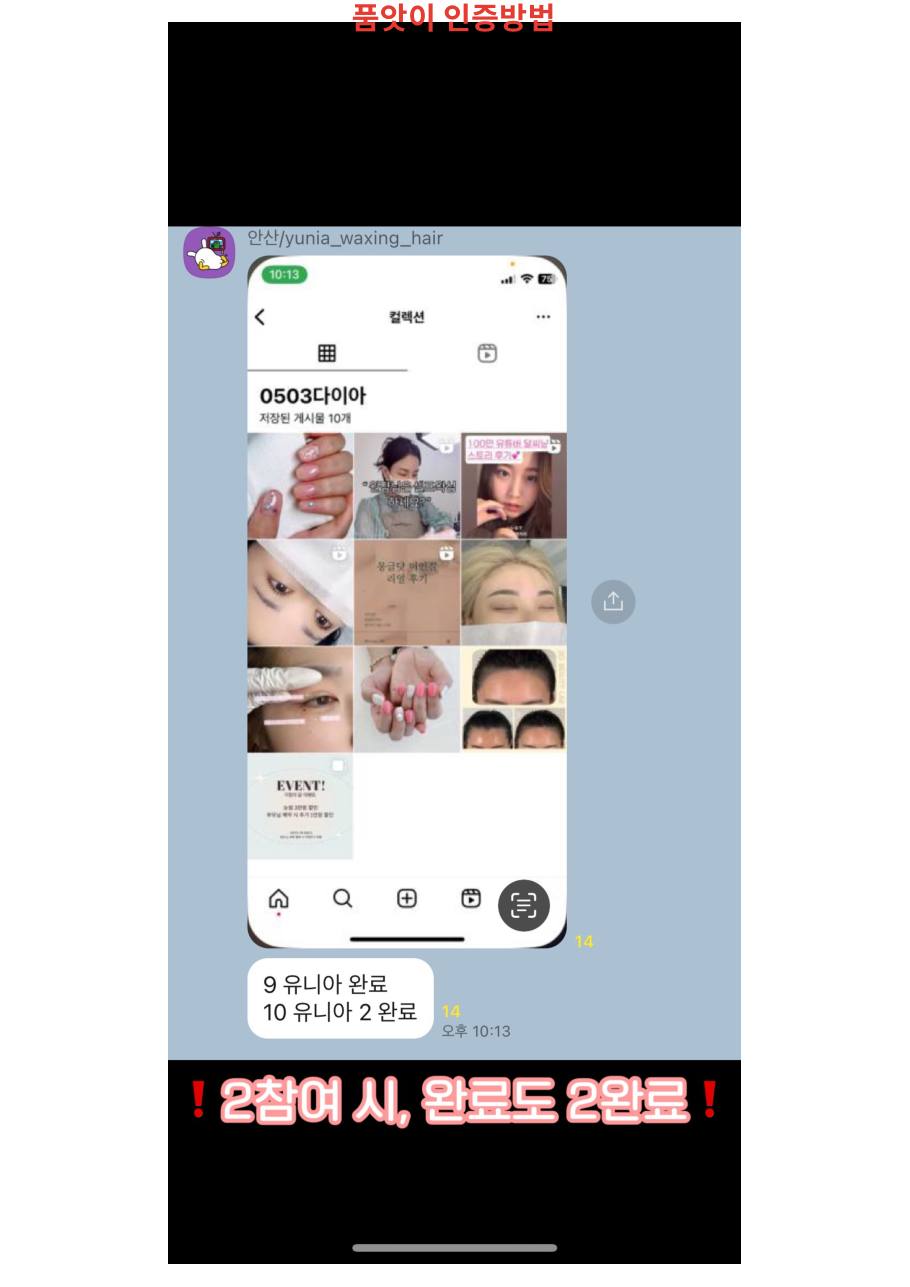 품앗이 인증방법
안산/yunia_waxing_hair
10:13
컬렉션
0503다이아
저장된 게시물 10개
100만 유튜버 달씨님
스토리 후기💕
리얼 후기
EVENT!
14
9 유니아 완료
10 유니아 2 완료
14
오후 10:13
❗2참여 시, 완료도 2완료❗